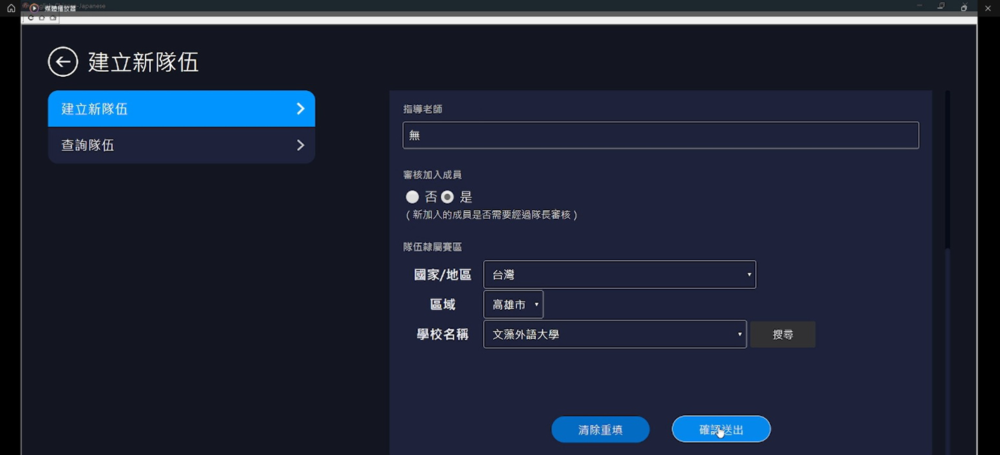 媒體播放器
-Japanese
建立新隊伍
建立新隊伍
查詢隊伍
指導老師
無
審核加入成員
否 是
(新加入的成員是否需要經過隊長審核)
隊伍隸屬賽區
國家/地區 台灣
區域 高雄市
學校名稱 文藻外語大學 搜尋
清除重填 確認送出